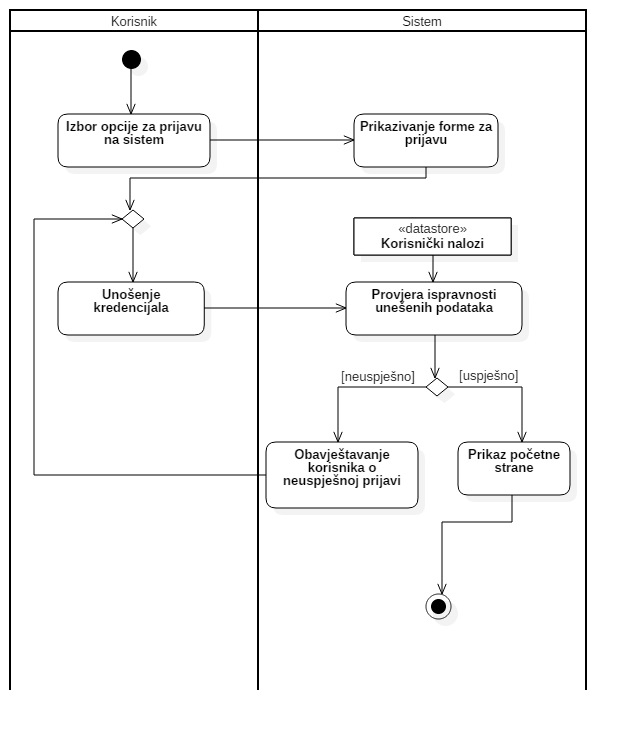 Korisnik
Sistem
Izbor opcije za prijavu
na sistem
Prikazivanje forme za
prijavu
«datastore»
Korisnički nalozi
Unošenje
kredencijala
Provjera ispravnosti
unešenih podataka
[neuspješno]
[uspješno]
Obavještavanje
korisnika o
neuspješnoj prijavi
Prikaz početne
strane